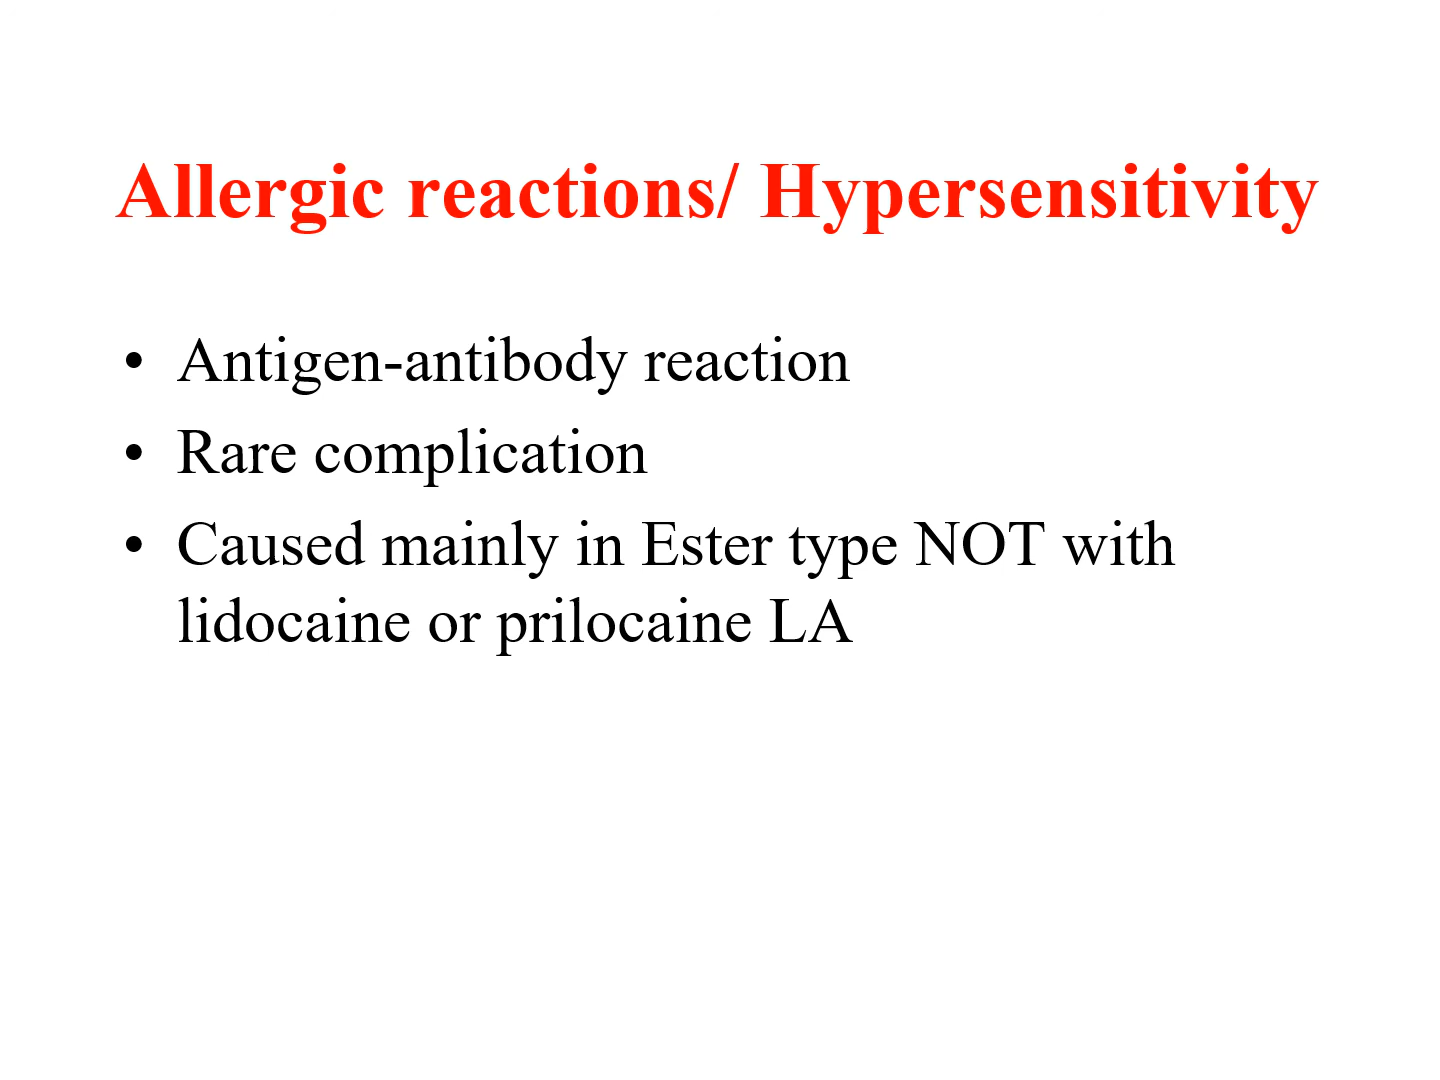 Allergic reactions/ Hypersensitivity
• Antigen-antibody reaction
• Rare complication
• Caused mainly in Ester type NOT with
lidocaine or prilocaine LA